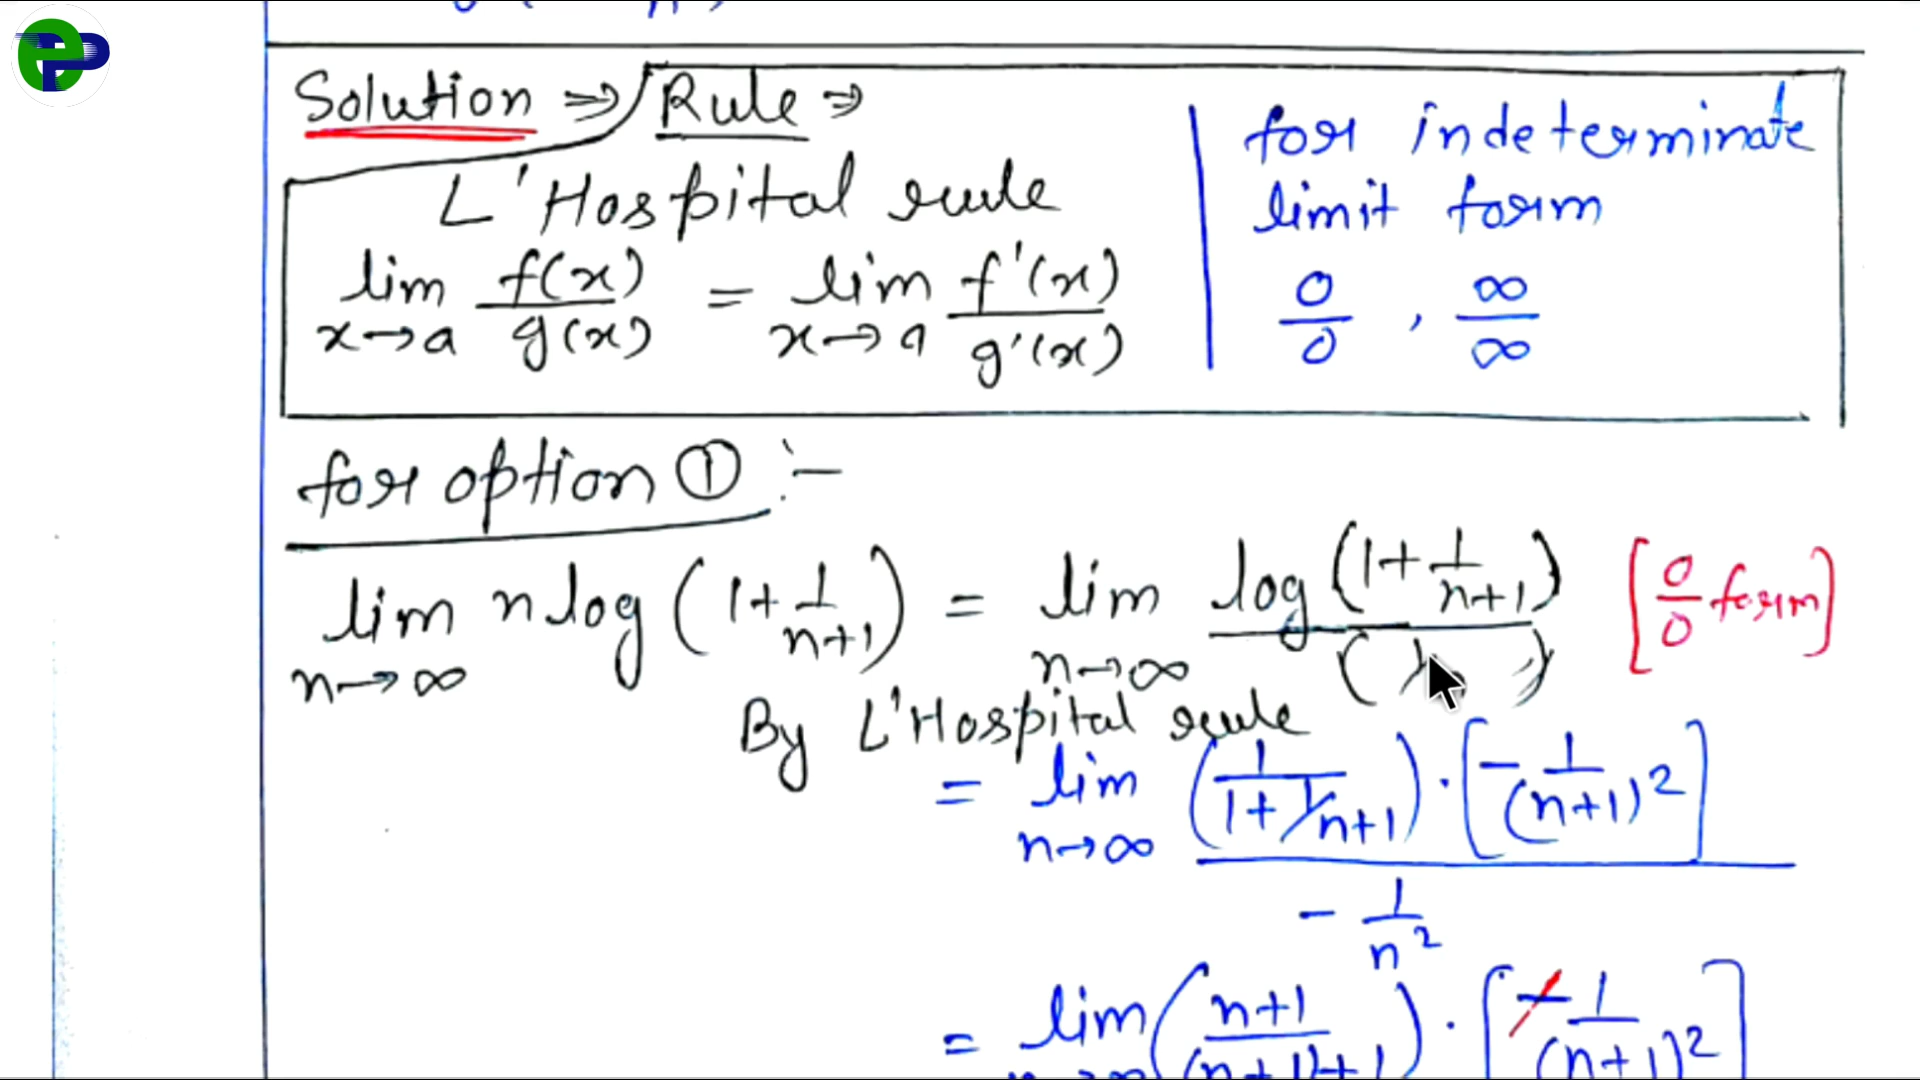 eP
Solution ⇒ Rule ⇒
L'Hospital rule
lim x→a f(x)/g(x) = lim x→a f'(x)/g'(x)
for indeterminate
limit form
0/0 , ∞/∞
for option ① :-
lim n→∞ n log (1+1/n+1) = lim n→∞ log (1+1/n+1) / ( ) [0/0 form]
By L'Hospital rule
= lim n→∞ (1/1+1/n+1) · [-1/(n+1)²] / -1/n²
= lim (n+1/(n+1)+1) · [-1/(n+1)²]